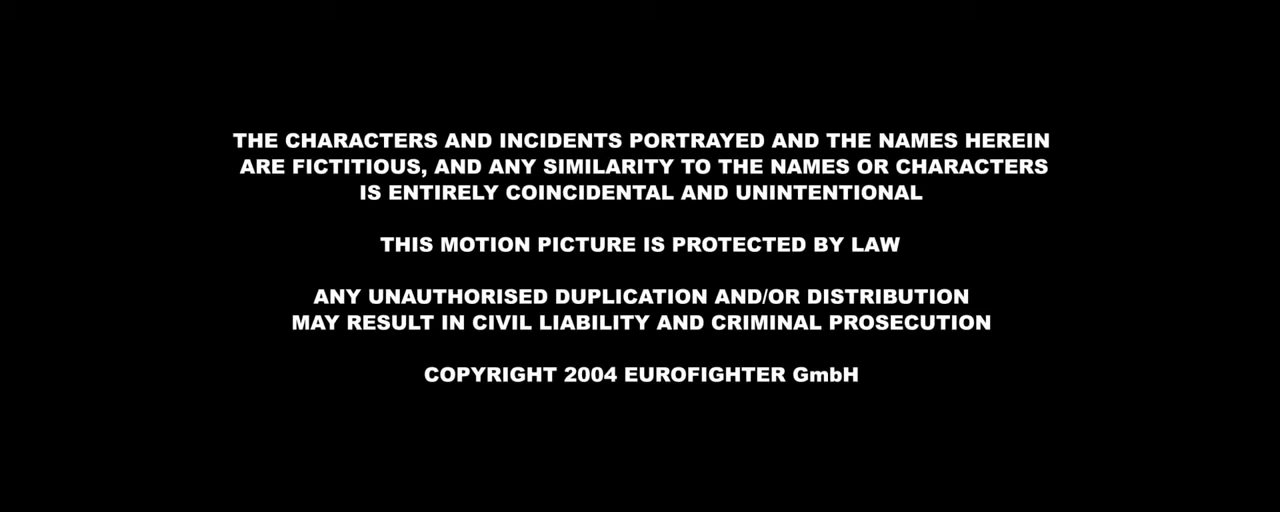 THE CHARACTERS AND INCIDENTS PORTRAYED AND THE NAMES HEREIN
ARE FICTITIOUS, AND ANY SIMILARITY TO THE NAMES OR CHARACTERS
IS ENTIRELY COINCIDENTAL AND UNINTENTIONAL
THIS MOTION PICTURE IS PROTECTED BY LAW
ANY UNAUTHORISED DUPLICATION AND/OR DISTRIBUTION
MAY RESULT IN CIVIL LIABILITY AND CRIMINAL PROSECUTION
COPYRIGHT 2004 EUROFIGHTER GmbH